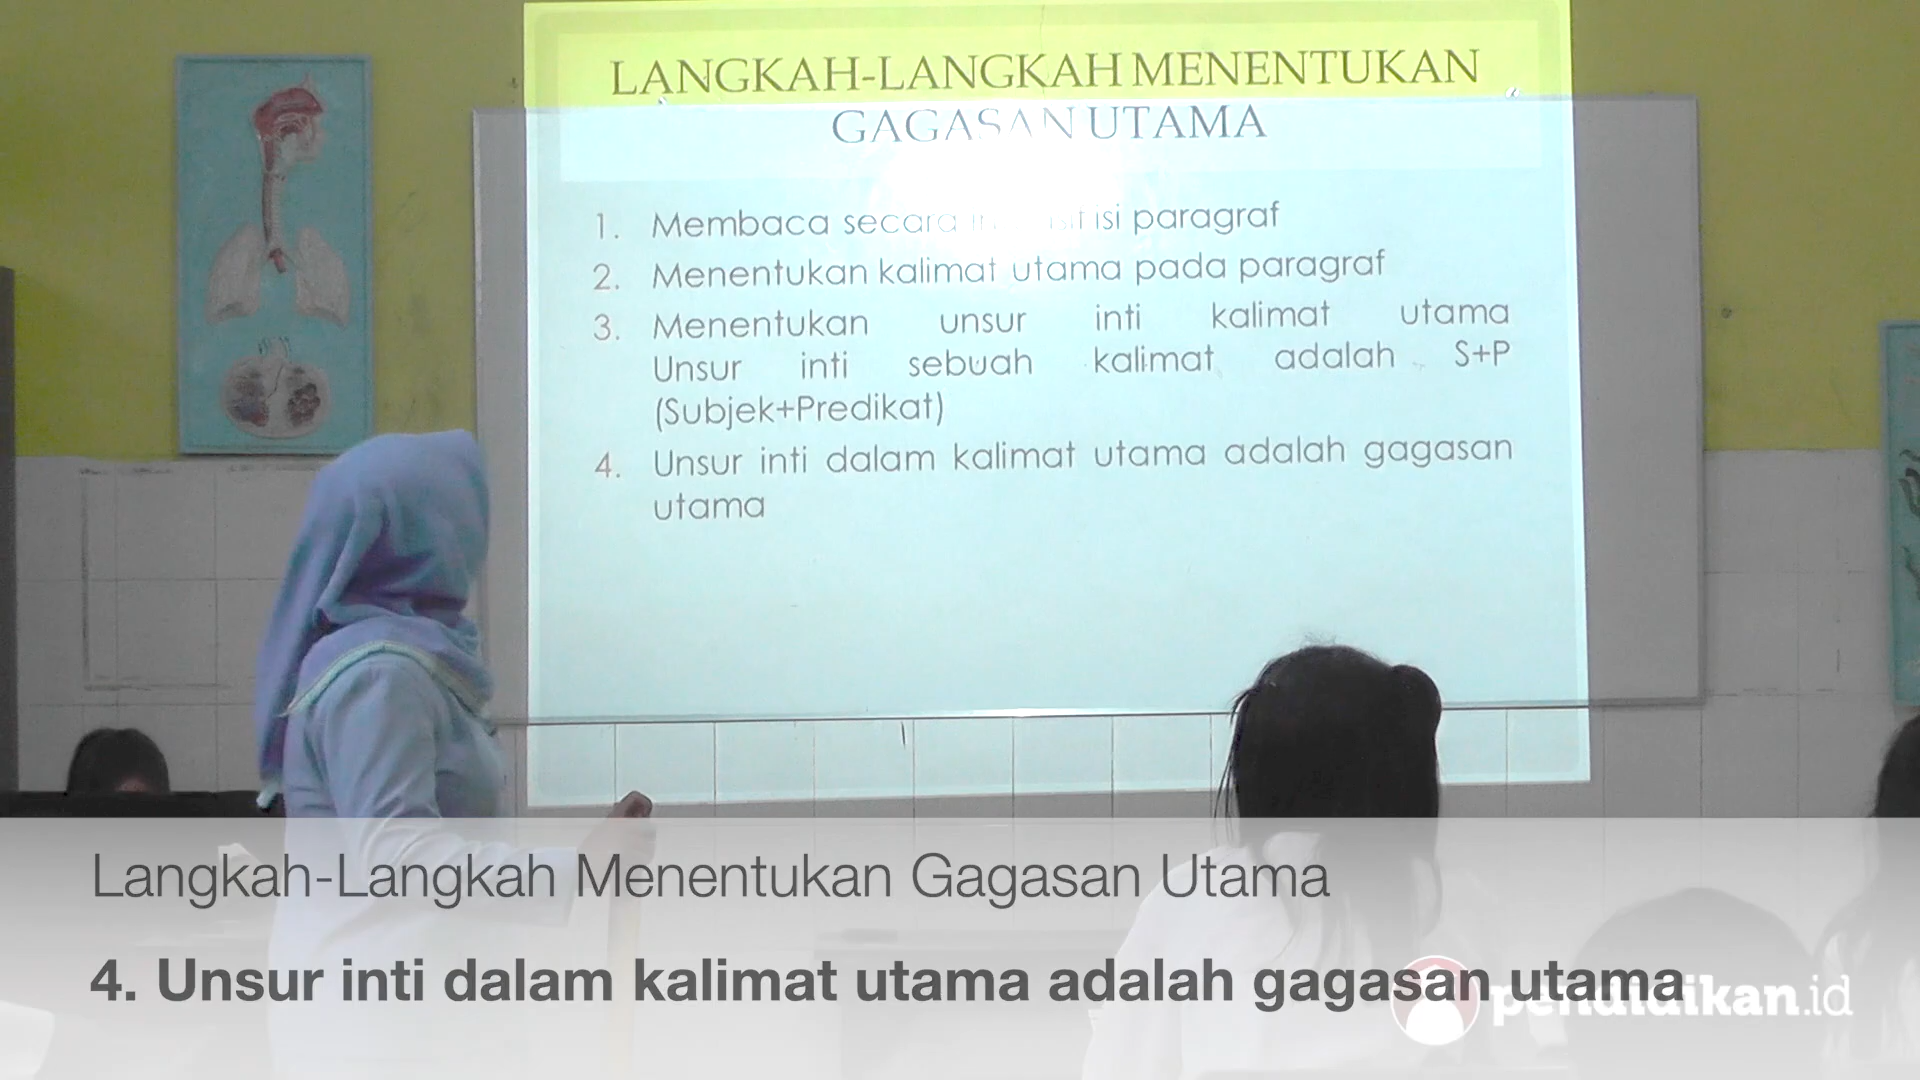 LANGKAH-LANGKAH MENENTUKAN
GAGASAN UTAMA
1. Membaca secara isi paragraf
2. Menentukan kalimat utama pada paragraf
3. Menentukan unsur inti kalimat utama
Unsur inti sebuah kalimat adalah S+P
(Subjek+Predikat)
4. Unsur inti dalam kalimat utama adalah gagasan
utama
Langkah-Langkah Menentukan Gagasan Utama
4. Unsur inti dalam kalimat utama adalah gagasan utama
pendidikan.id